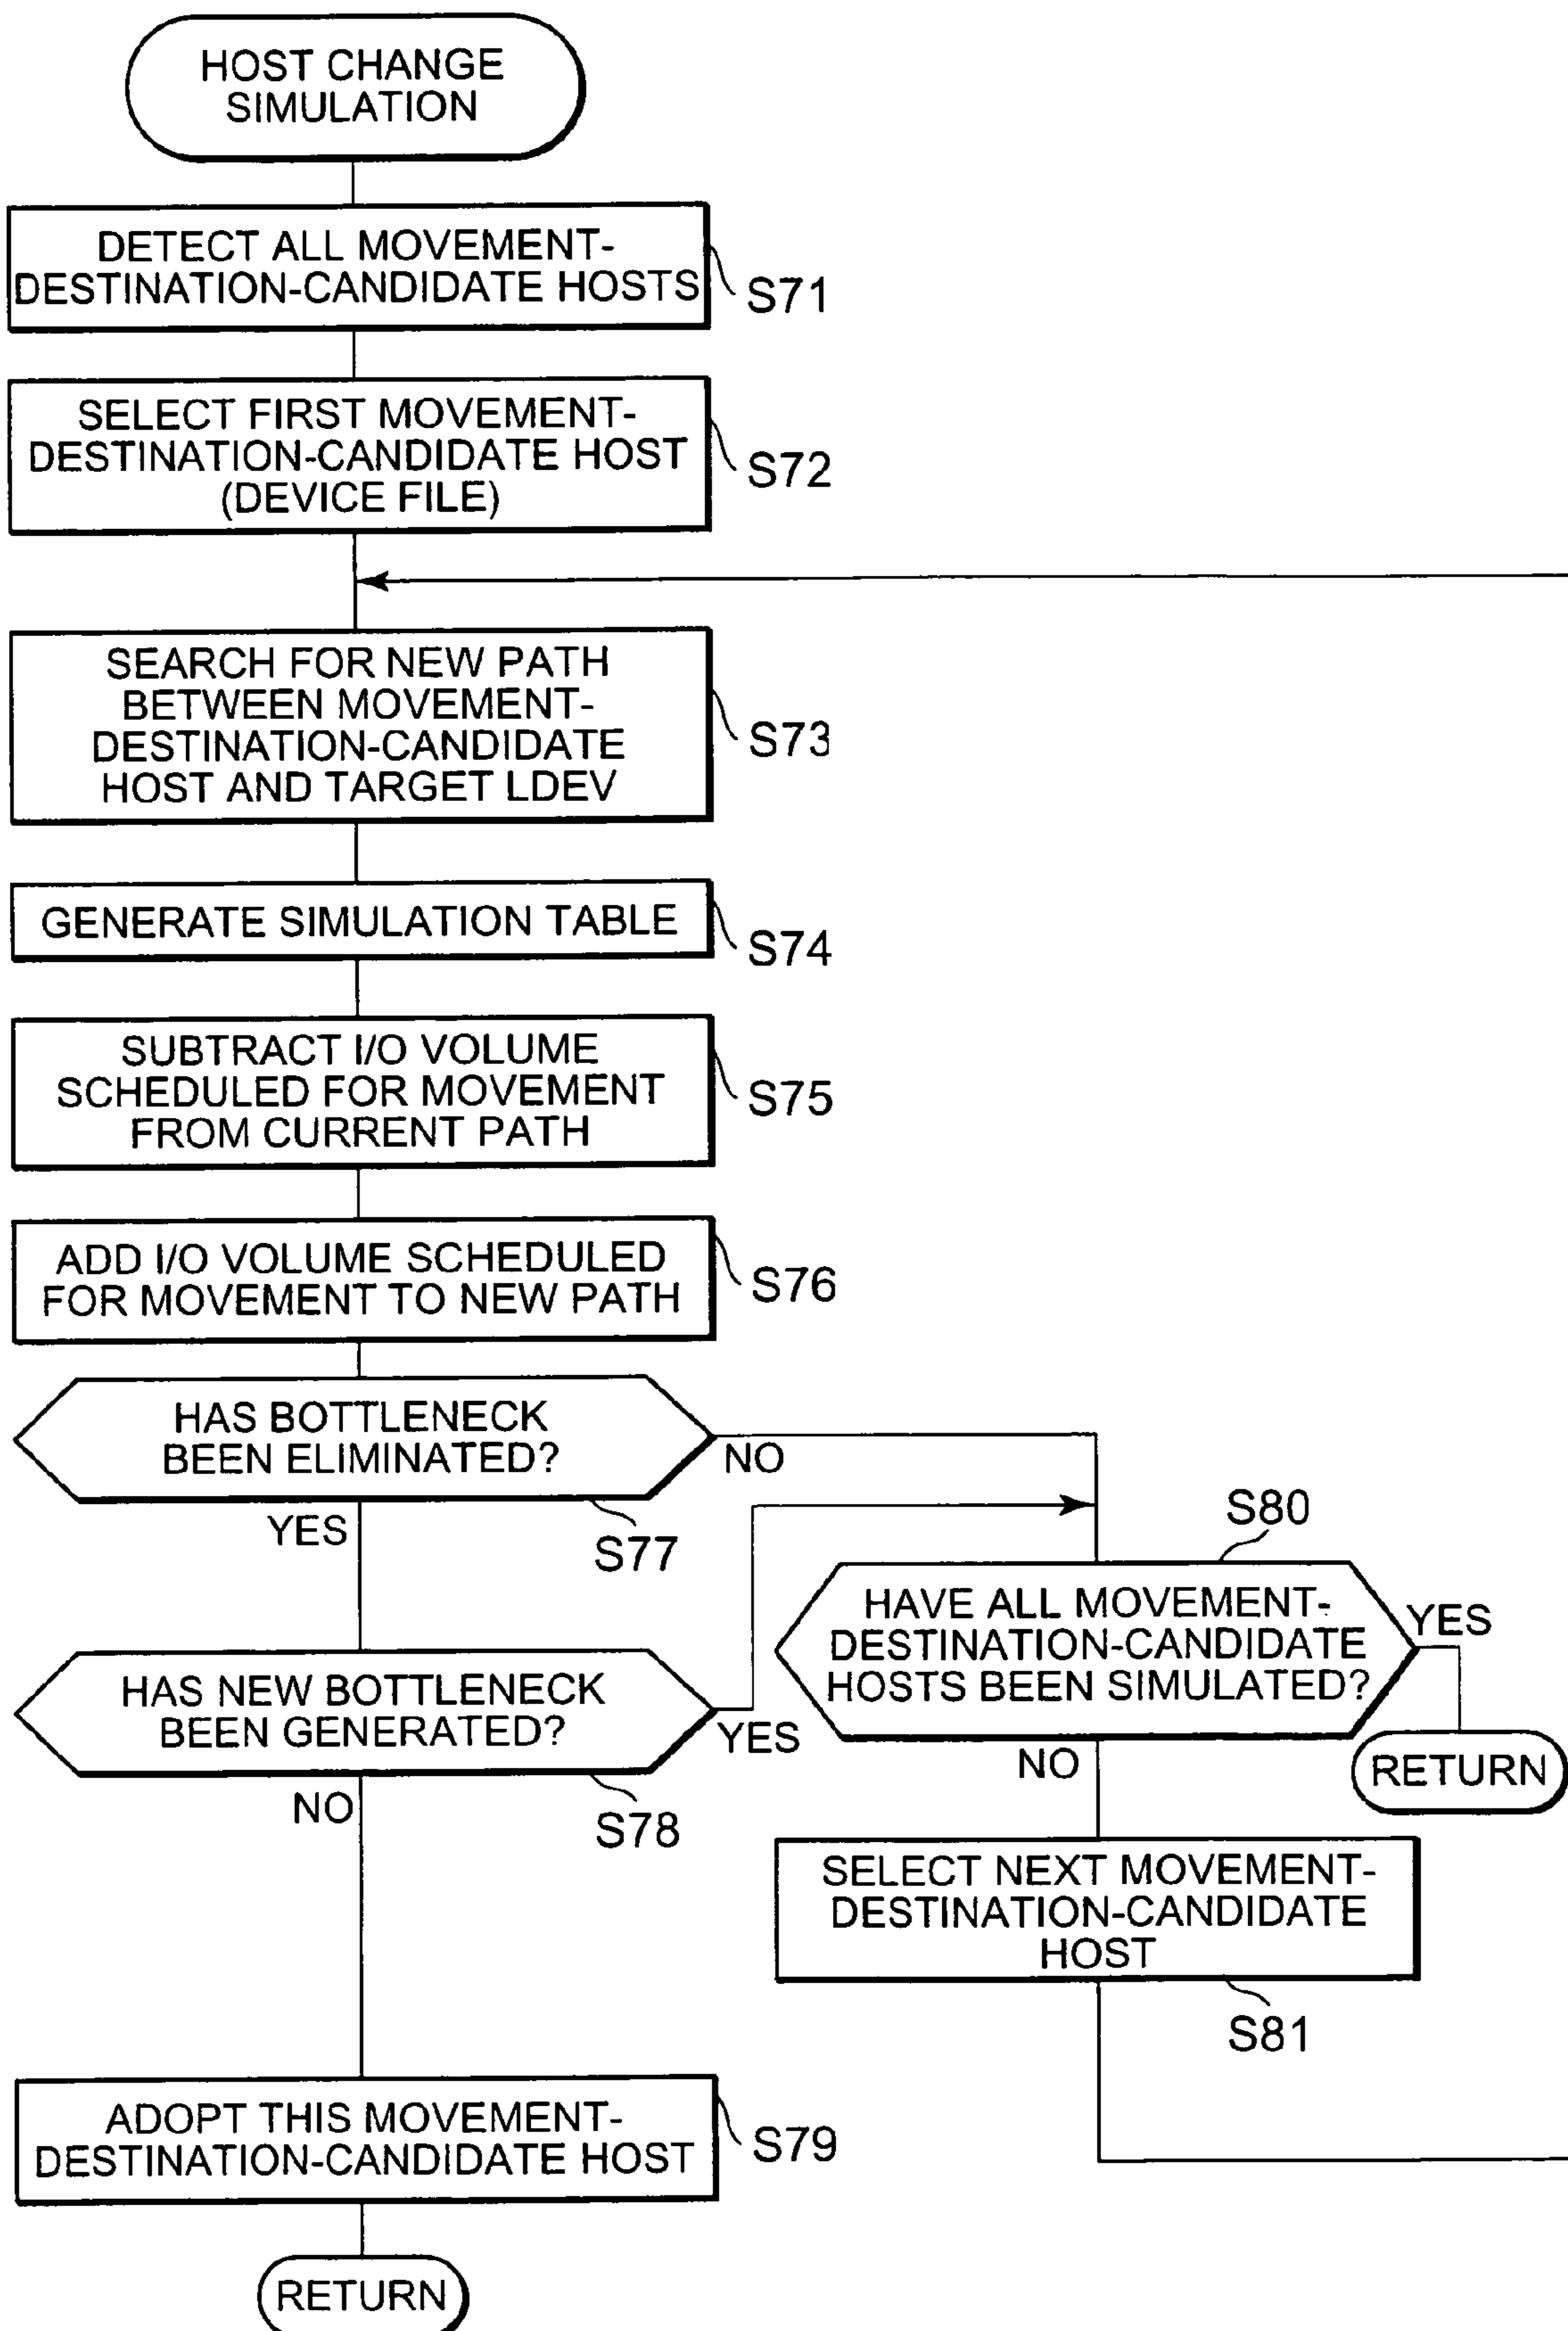 HOST CHANGE
SIMULATION
DETECT ALL MOVEMENT-
DESTINATION-CANDIDATE HOSTS
S71
SELECT FIRST MOVEMENT-
DESTINATION-CANDIDATE HOST
(DEVICE FILE)
S72
SEARCH FOR NEW PATH
BETWEEN MOVEMENT-
DESTINATION-CANDIDATE
HOST AND TARGET LDEV
S73
GENERATE SIMULATION TABLE
S74
SUBTRACT I/O VOLUME
SCHEDULED FOR MOVEMENT
FROM CURRENT PATH
S75
ADD I/O VOLUME SCHEDULED
FOR MOVEMENT TO NEW PATH
S76
HAS BOTTLENECK
BEEN ELIMINATED?
NO
YES
S77
HAS NEW BOTTLENECK
BEEN GENERATED?
YES
NO
S78
S80
HAVE ALL MOVEMENT-
DESTINATION-CANDIDATE
HOSTS BEEN SIMULATED?
YES
RETURN
NO
SELECT NEXT MOVEMENT-
DESTINATION-CANDIDATE
HOST
S81
ADOPT THIS MOVEMENT-
DESTINATION-CANDIDATE HOST
S79
RETURN